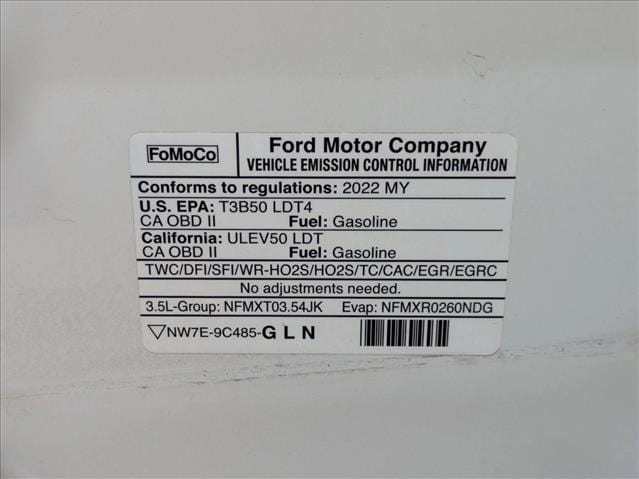 FoMoCo
Ford Motor Company
VEHICLE EMISSION CONTROL INFORMATION
Conforms to regulations: 2022 MY
U.S. EPA: T3B50 LDT4
CA OBD II Fuel: Gasoline
California: ULEV50 LDT
CA OBD II Fuel: Gasoline
TWC/DFI/SFI/WR-HO2S/HO2S/TC/CAC/EGR/EGRC
No adjustments needed.
3.5L-Group: NFMXT03.54JK Evap: NFMXR0260NDG
NW7E-9C485-G L N